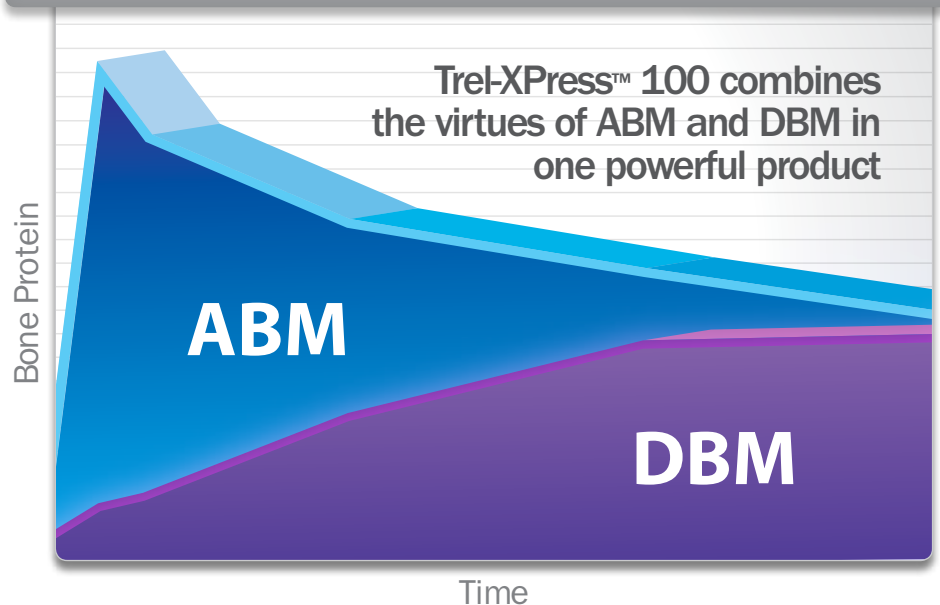 Trel-XPress™ 100 combines
the virtues of ABM and DBM in
one powerful product
Bone Protein
ABM
DBM
Time